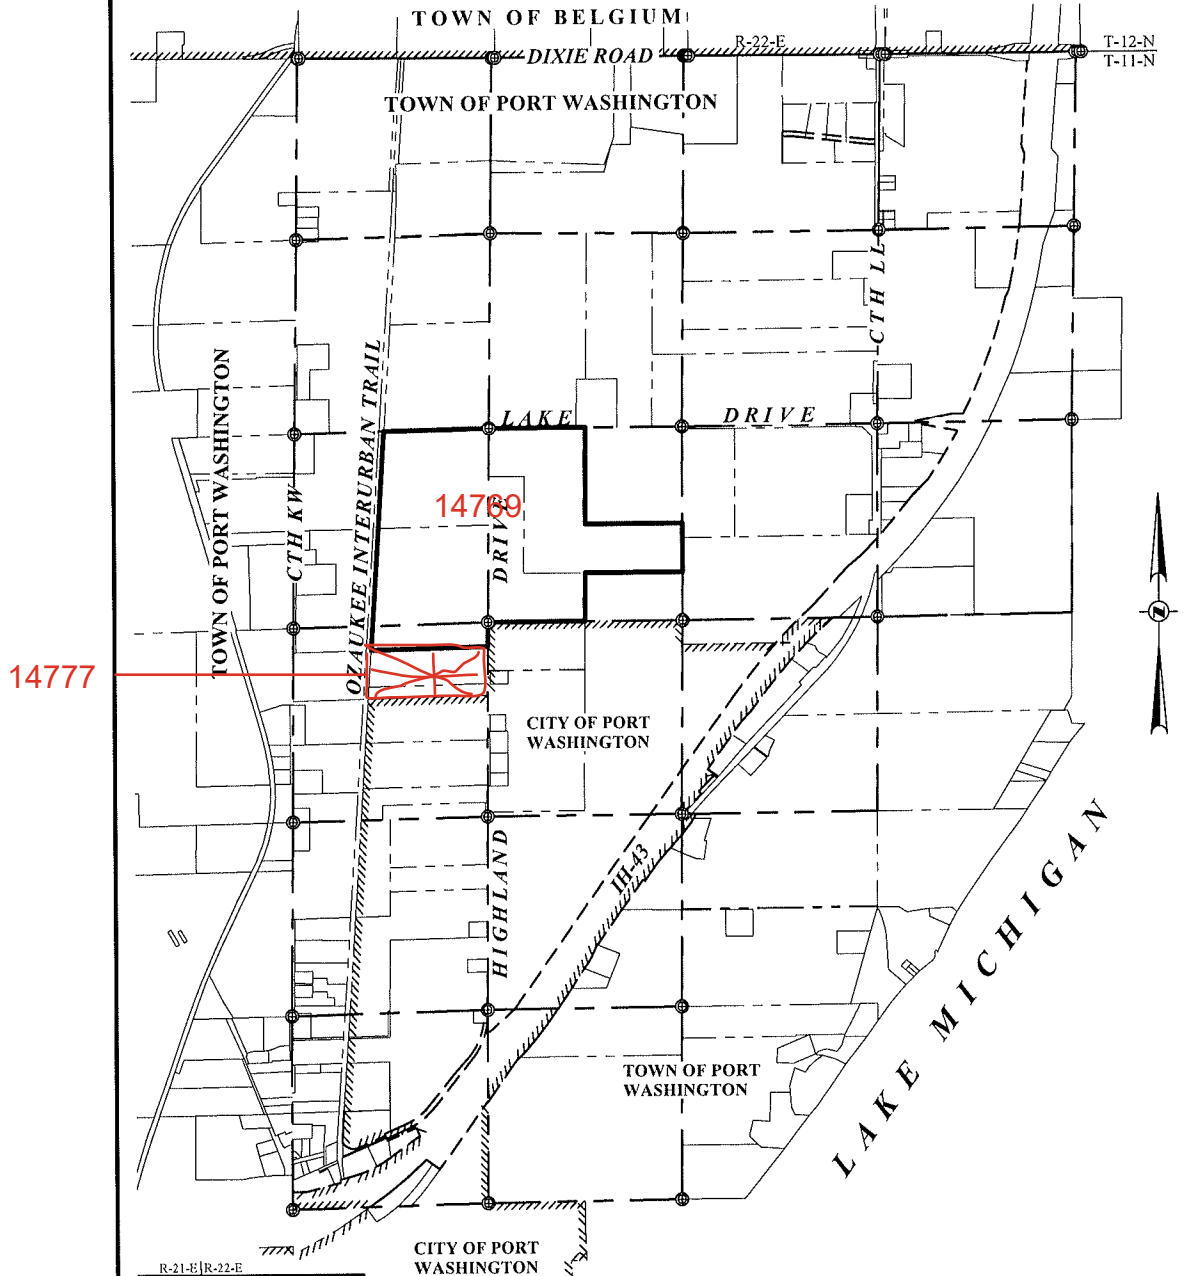 TOWN OF BELGIUM
R-22-E
T-12-N
DIXIE ROAD
T-11-N
TOWN OF PORT WASHINGTON
CTH LL
TOWN OF PORT WASHINGTON
OZAUKEE INTERURBAN TRAIL
LAKE DRIVE
14769
CTH KW
DRIVE
N
14777
CITY OF PORT
WASHINGTON
HIGHLAND
IH-43
LAKE MICHIGAN
TOWN OF PORT
WASHINGTON
CITY OF PORT
WASHINGTON
R-21-E|R-22-E